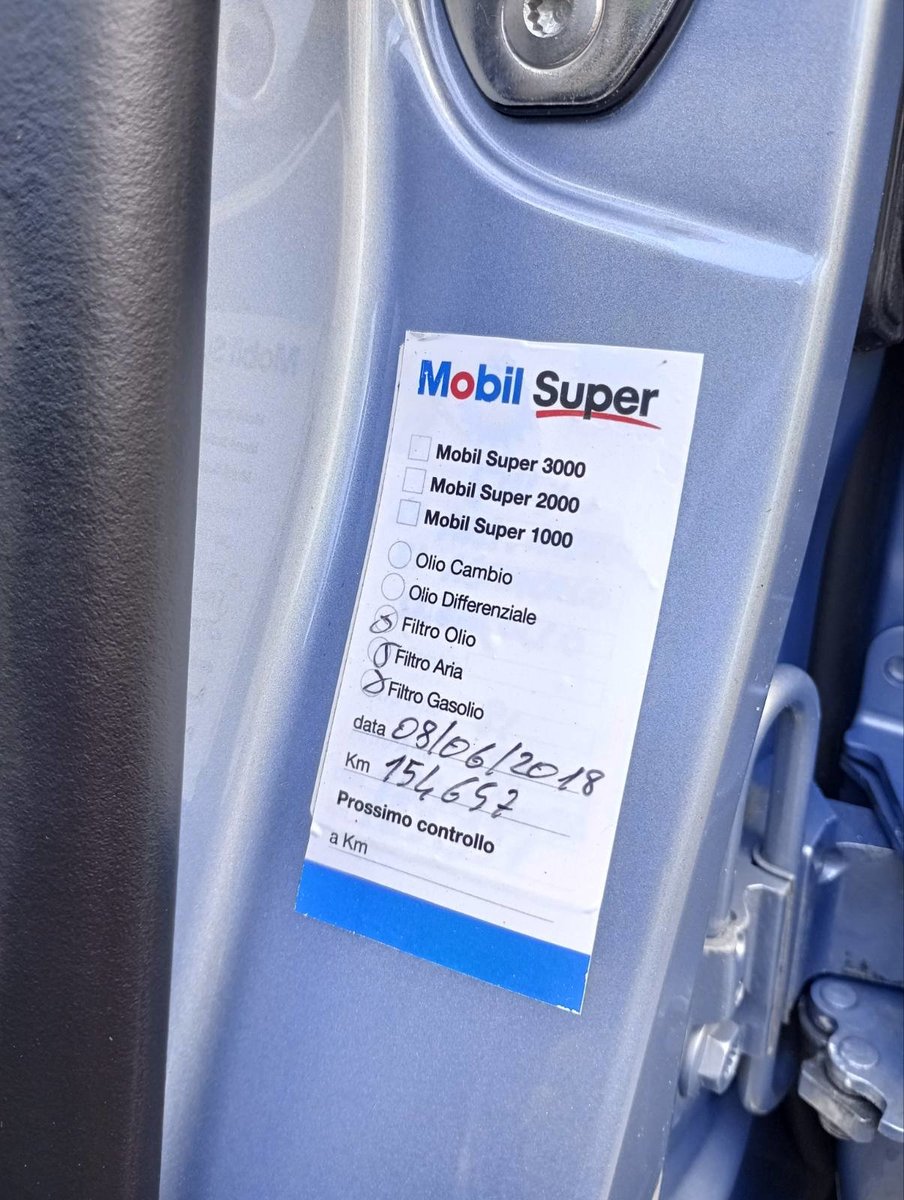 Mobil Super
Mobil Super 3000
Mobil Super 2000
Mobil Super 1000
Olio Cambio
Olio Differenziale
Filtro Olio
Filtro Aria
Filtro Gasolio
data 08/06/2018
Km 154657
Prossimo controllo
a Km